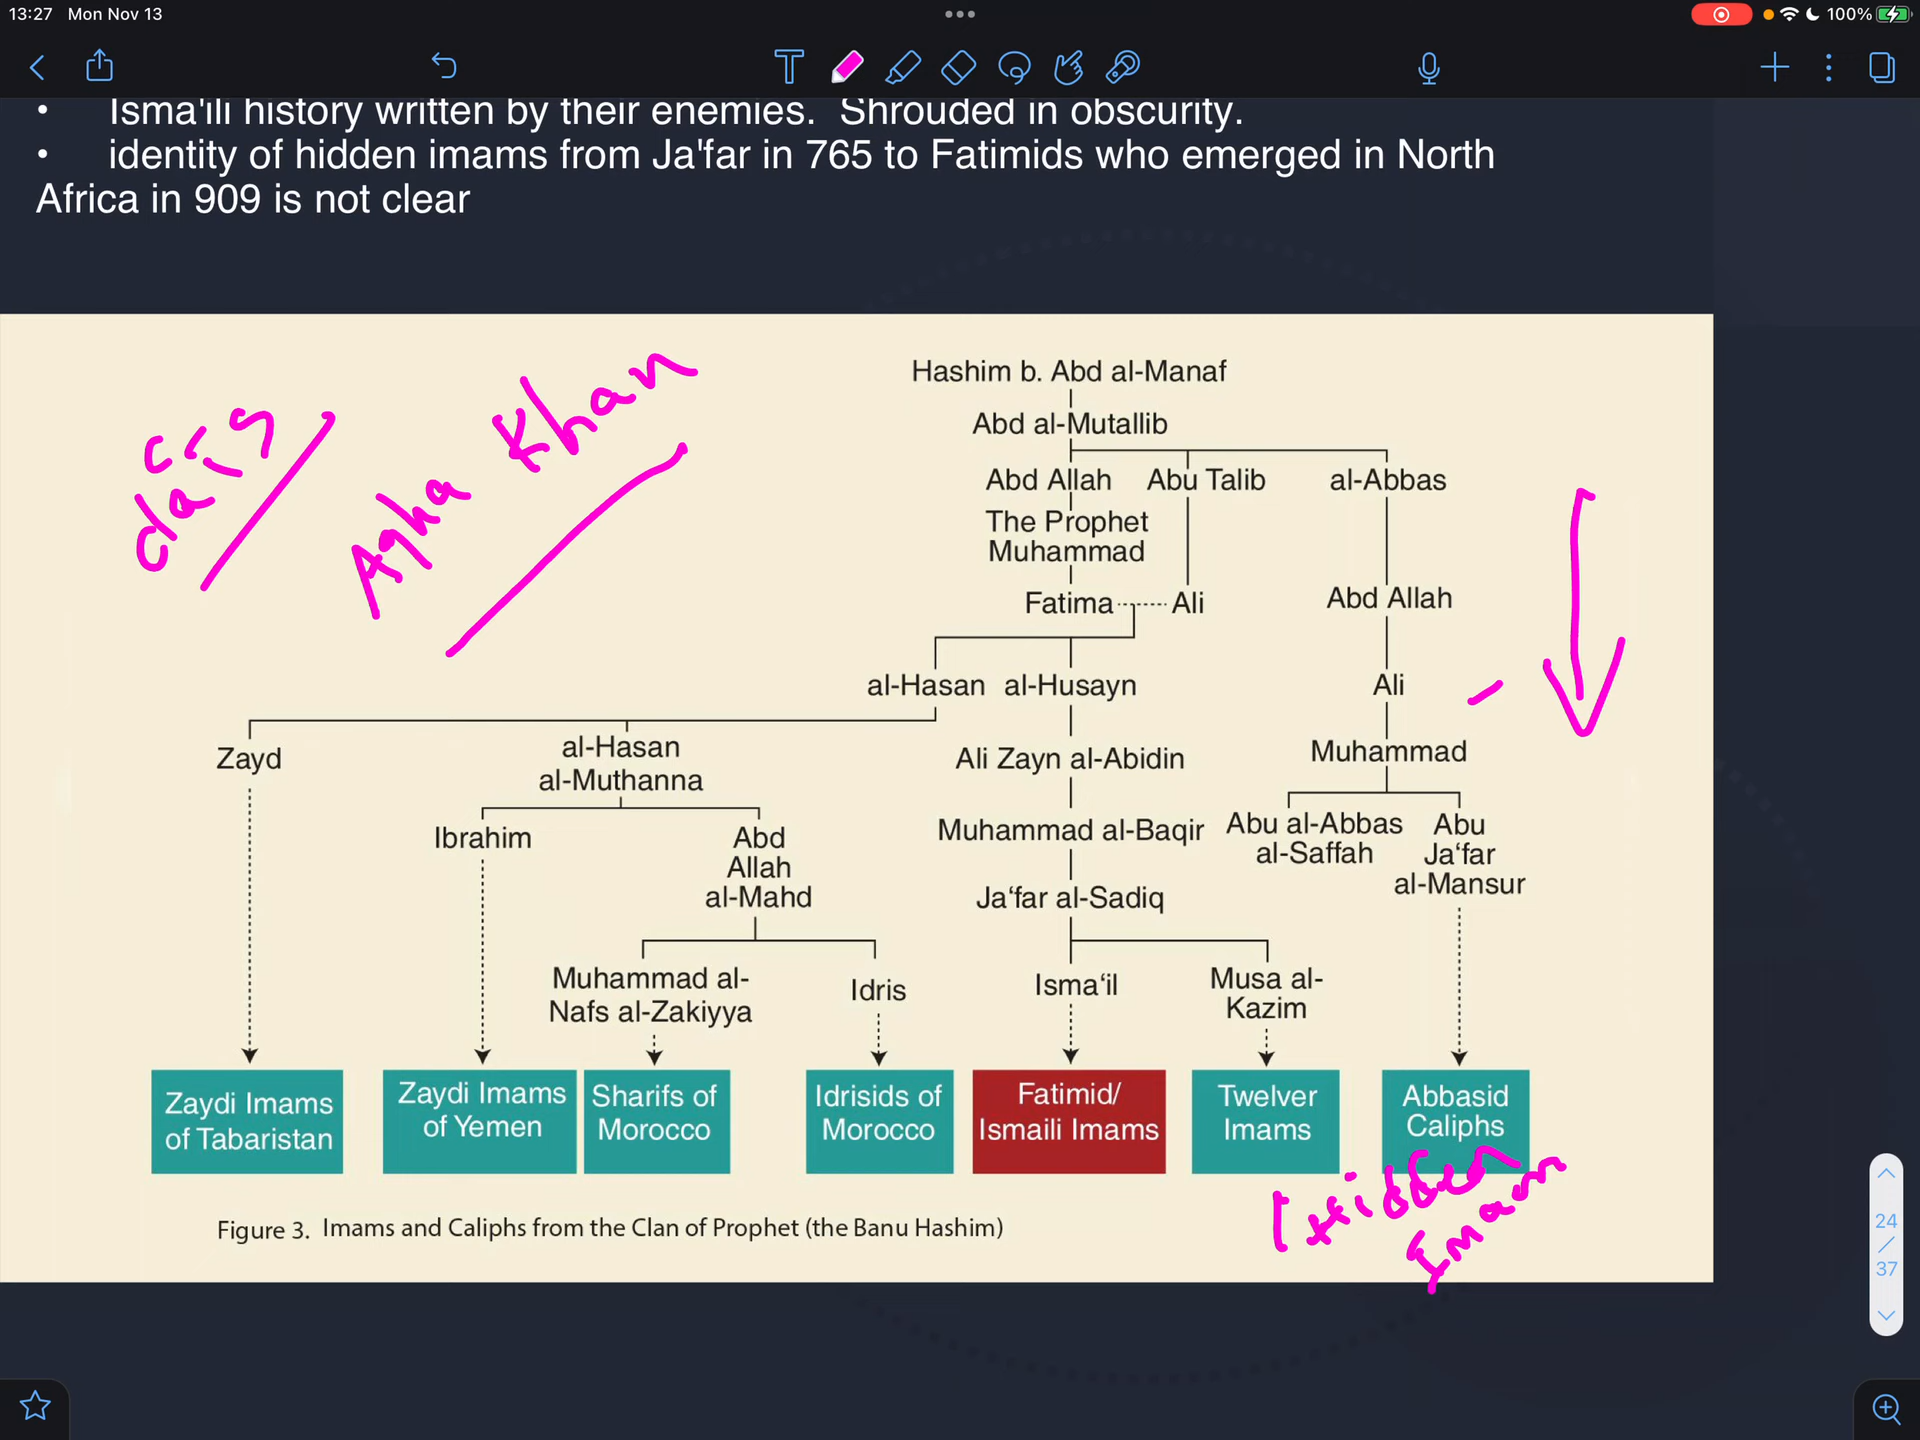 13:27 Mon Nov 13
100%
• Isma'ili history written by their enemies. Shrouded in obscurity.
• identity of hidden imams from Ja'far in 765 to Fatimids who emerged in North
Africa in 909 is not clear
Agha Khan
Hashim b. Abd al-Manaf
Abd al-Mutallib
Abd Allah Abu Talib al-Abbas
The Prophet
Muhammad
Fatima Ali Abd Allah
al-Hasan al-Husayn Ali
Zayd al-Hasan
al-Muthanna Ali Zayn al-Abidin Muhammad
Ibrahim Abd
Allah
al-Mahd Muhammad al-Baqir Abu al-Abbas
al-Saffah Abu
Ja‘far
al-Mansur
Ja‘far al-Sadiq
Muhammad al-
Nafs al-Zakiyya Idris Isma‘il Musa al-
Kazim
Zaydi Imams
of Tabaristan
Zaydi Imams
of Yemen
Sharifs of
Morocco
Idrisids of
Morocco
Fatimid/
Ismaili Imams
Twelver
Imams
Abbasid
Caliphs
Hidden
Imam
Figure 3. Imams and Caliphs from the Clan of Prophet (the Banu Hashim)
24
/
37